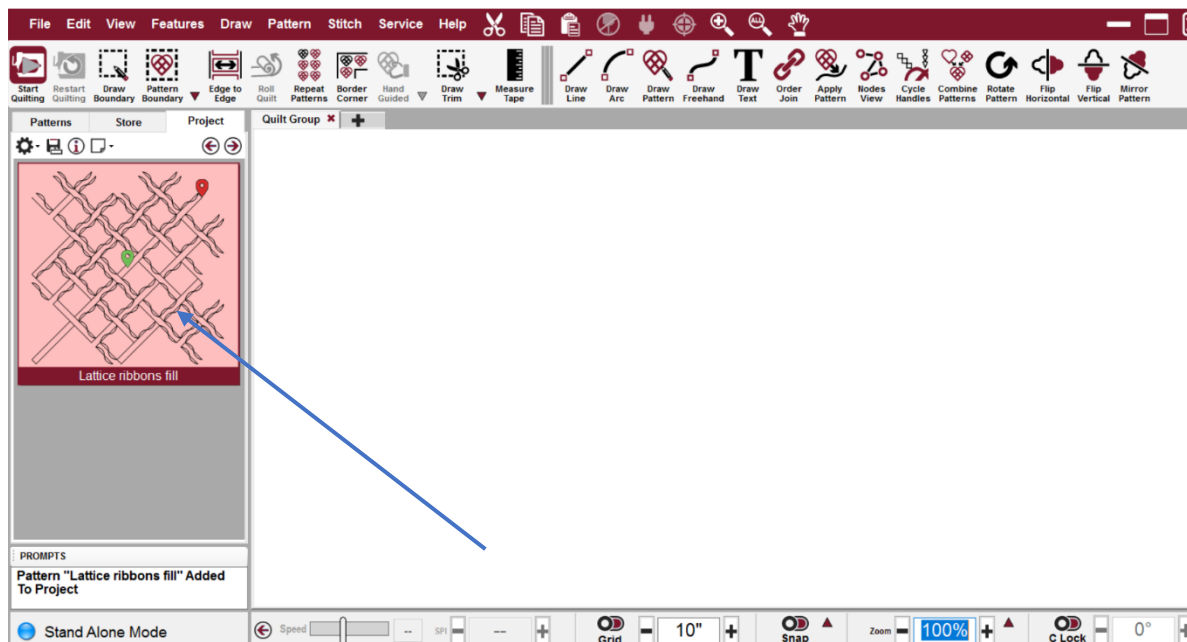 File Edit View Features Draw Pattern Stitch Service Help
ALL
Start Quilting
Restart Quilting
Draw Boundary
Pattern Boundary
Edge to Edge
Roll Quilt
Repeat Patterns
Border Corner
Hand Guided
Draw Trim
Measure Tape
Draw Line
Draw Arc
Draw Pattern
Draw Freehand
T
Draw Text
Order Join
Apply Pattern
Nodes View
Cycle Handles
Combine Patterns
Rotate Pattern
Flip Horizontal
Flip Vertical
Mirror Pattern
Patterns Store Project
Quilt Group
Lattice ribbons fill
PROMPTS
Pattern "Lattice ribbons fill" Added
To Project
Stand Alone Mode
Speed -- SPI -- Grid 10" Snap Zoom 100% C Lock 0°